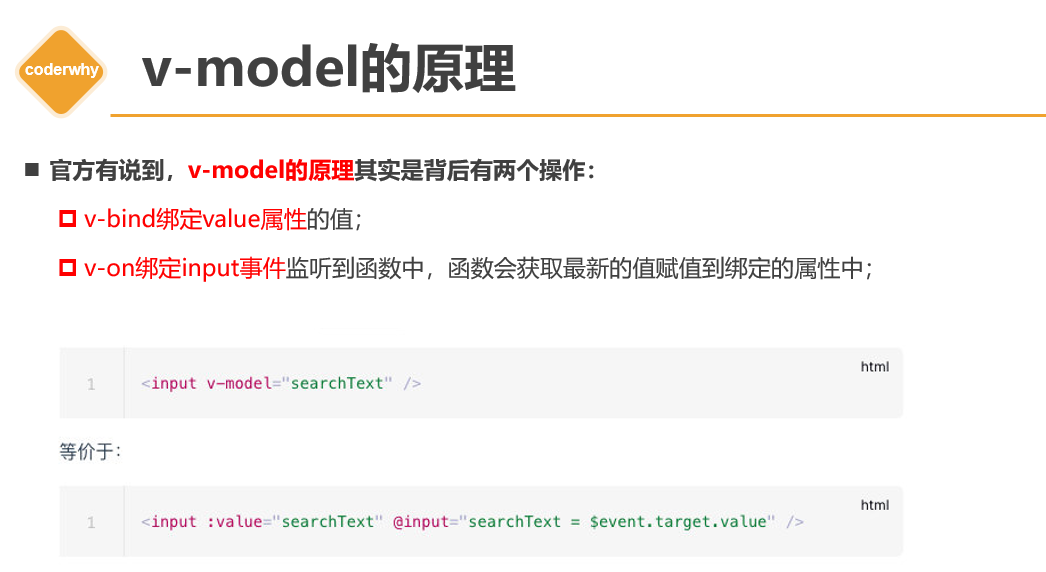 coderwhy
v-model的原理
官方有说到，v-model的原理其实是背后有两个操作：
v-bind绑定value属性的值；
v-on绑定input事件监听到函数中，函数会获取最新的值赋值到绑定的属性中；
html
1 <input v-model="searchText" />
等价于：
html
1 <input :value="searchText" @input="searchText = $event.target.value" />